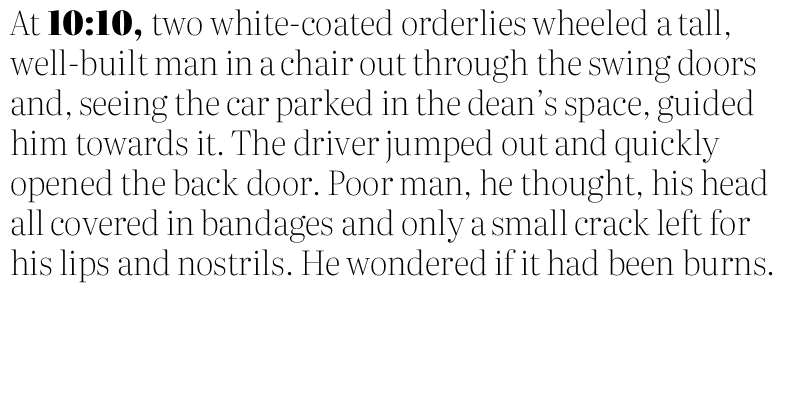 At 10:10, two white-coated orderlies wheeled a tall,
well-built man in a chair out through the swing doors
and, seeing the car parked in the dean’s space, guided
him towards it. The driver jumped out and quickly
opened the back door. Poor man, he thought, his head
all covered in bandages and only a small crack left for
his lips and nostrils. He wondered if it had been burns.